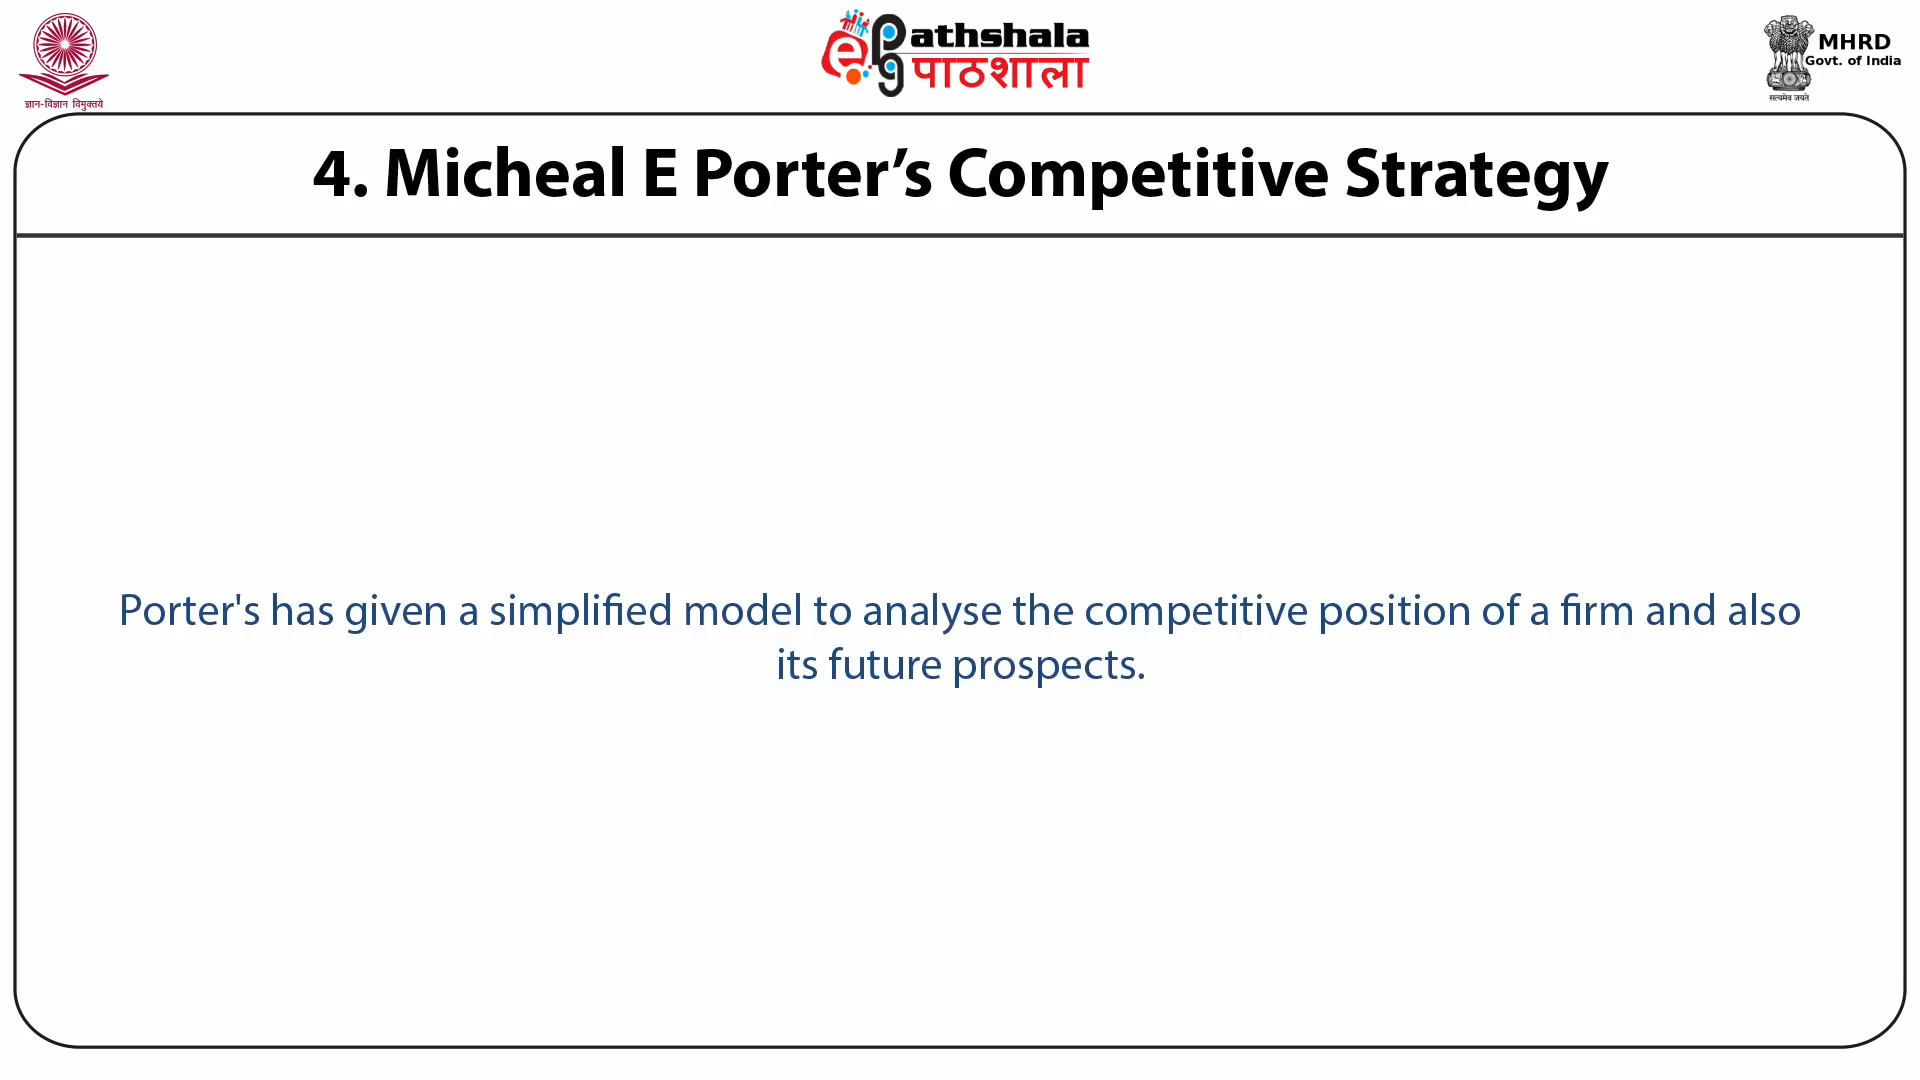 ज्ञान-विज्ञान विमुक्तये
ePathshala
पाठशाला
MHRD
Govt. of India
सत्यमेव जयते
4. Micheal E Porter’s Competitive Strategy
Porter's has given a simplified model to analyse the competitive position of a firm and also
its future prospects.